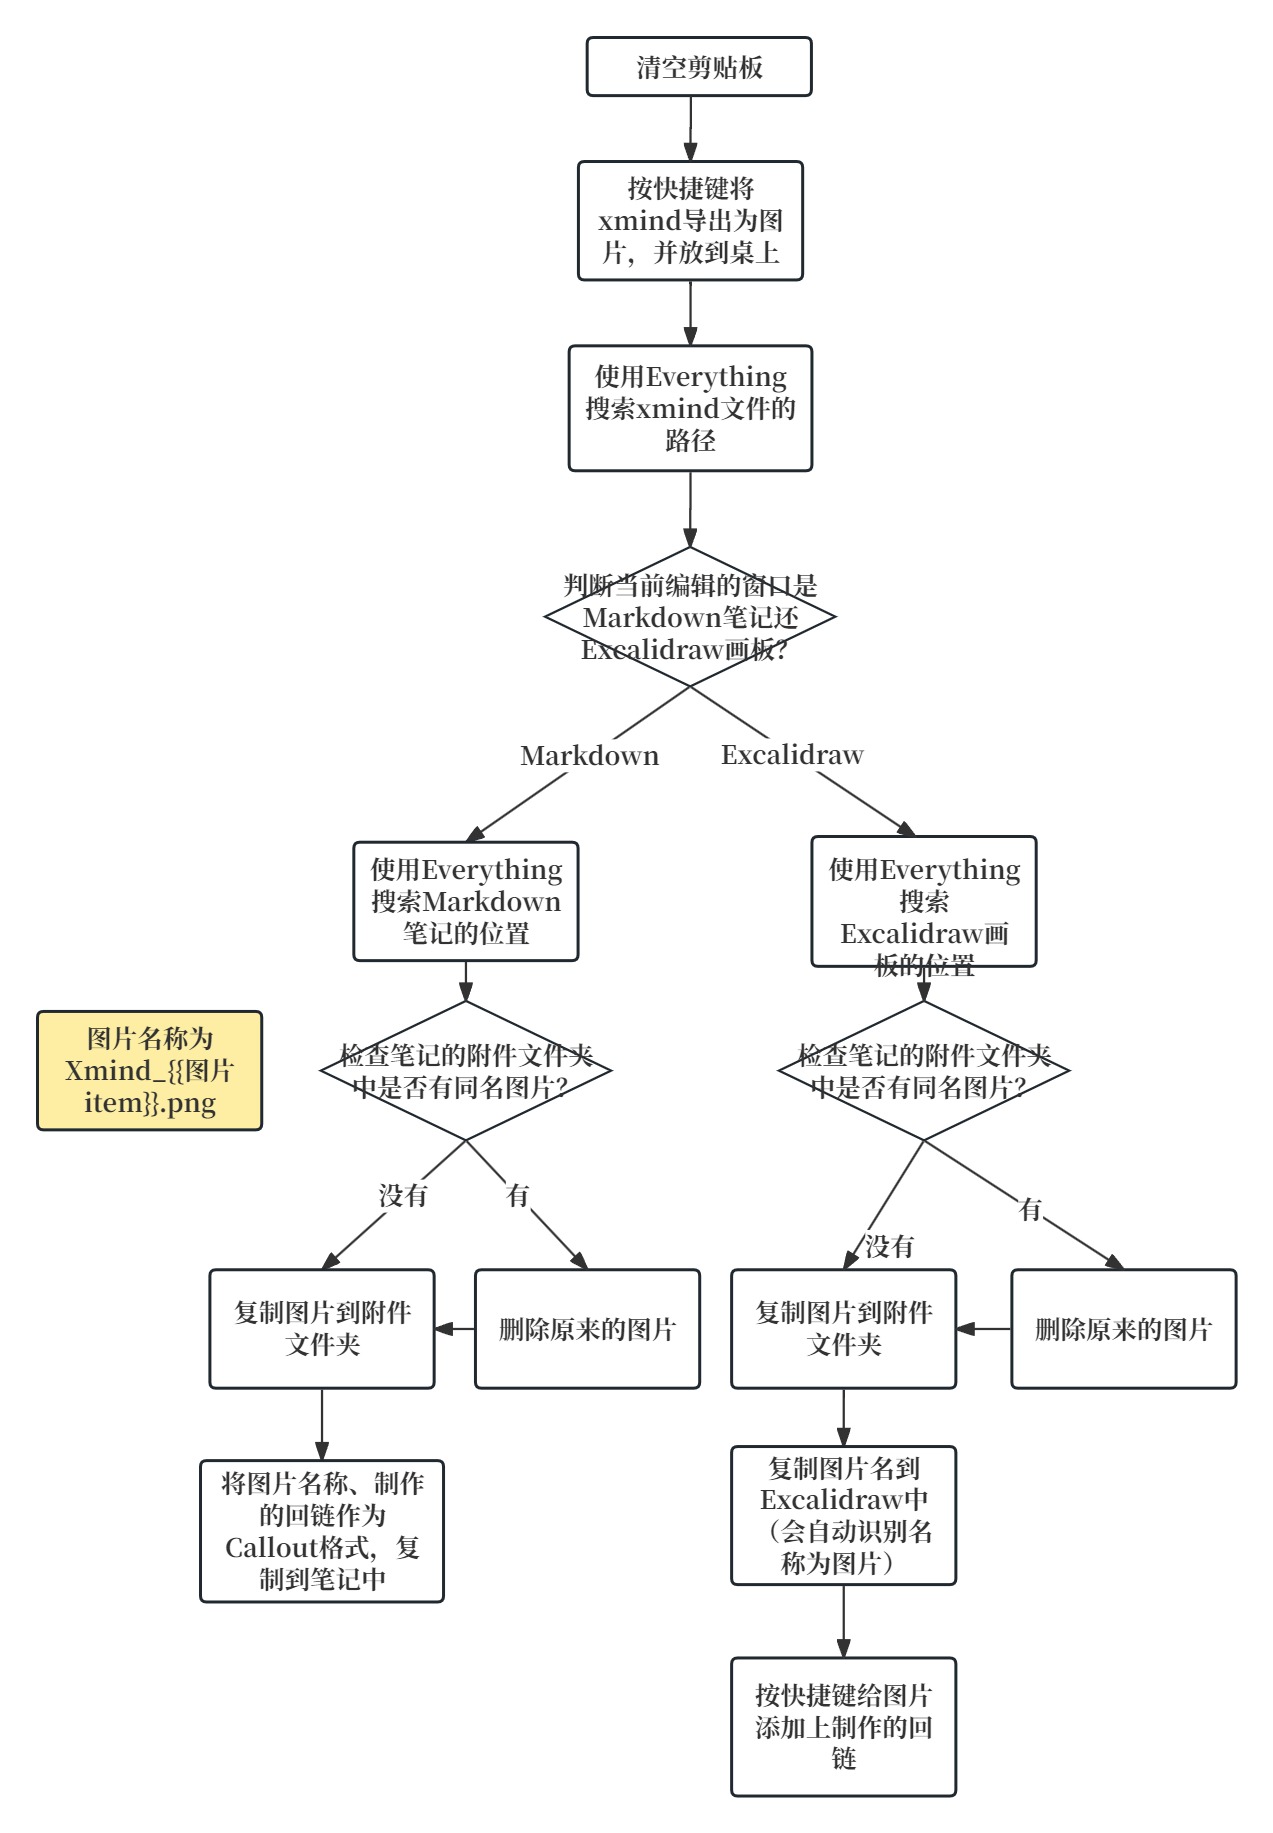 清空剪贴板
按快捷键将
xmind导出为图
片，并放到桌上
使用Everything
搜索xmind文件的
路径
判断当前编辑的窗口是
Markdown笔记还
Excalidraw画板？
Markdown
Excalidraw
使用Everything
搜索Markdown
笔记的位置
使用Everything
搜索
Excalidraw画
板的位置
图片名称为
Xmind_{{图片
item}}.png
检查笔记的附件文件夹
中是否有同名图片？
检查笔记的附件文件夹
中是否有同名图片？
没有
有
有
没有
复制图片到附件
文件夹
删除原来的图片
复制图片到附件
文件夹
删除原来的图片
将图片名称、制作
的回链作为
Callout格式，复
制到笔记中
复制图片名到
Excalidraw中
（会自动识别名
称为图片）
按快捷键给图片
添加上制作的回
链